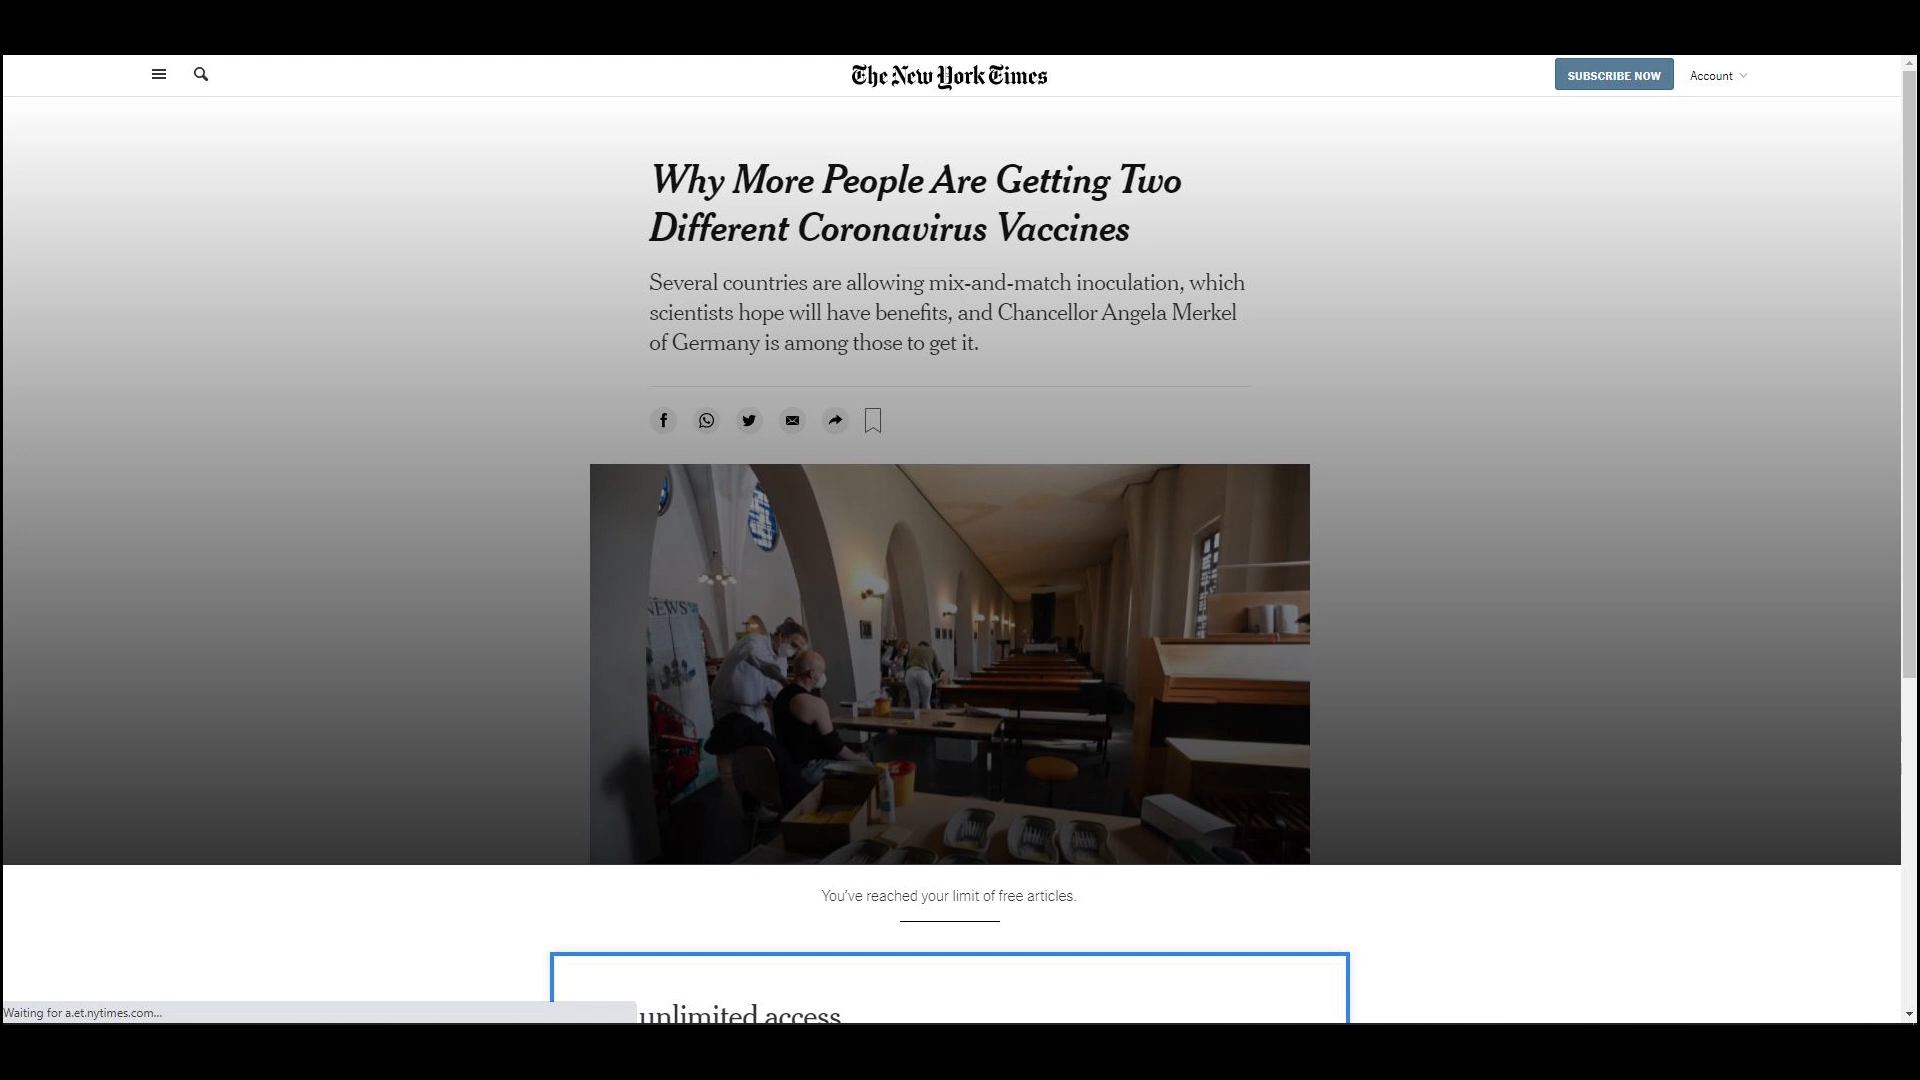 The New York Times
SUBSCRIBE NOW
Account
Why More People Are Getting Two
Different Coronavirus Vaccines
Several countries are allowing mix-and-match inoculation, which
scientists hope will have benefits, and Chancellor Angela Merkel
of Germany is among those to get it.
NEWS
You've reached your limit of free articles.
unlimited access
Waiting for a.et.nytimes.com...